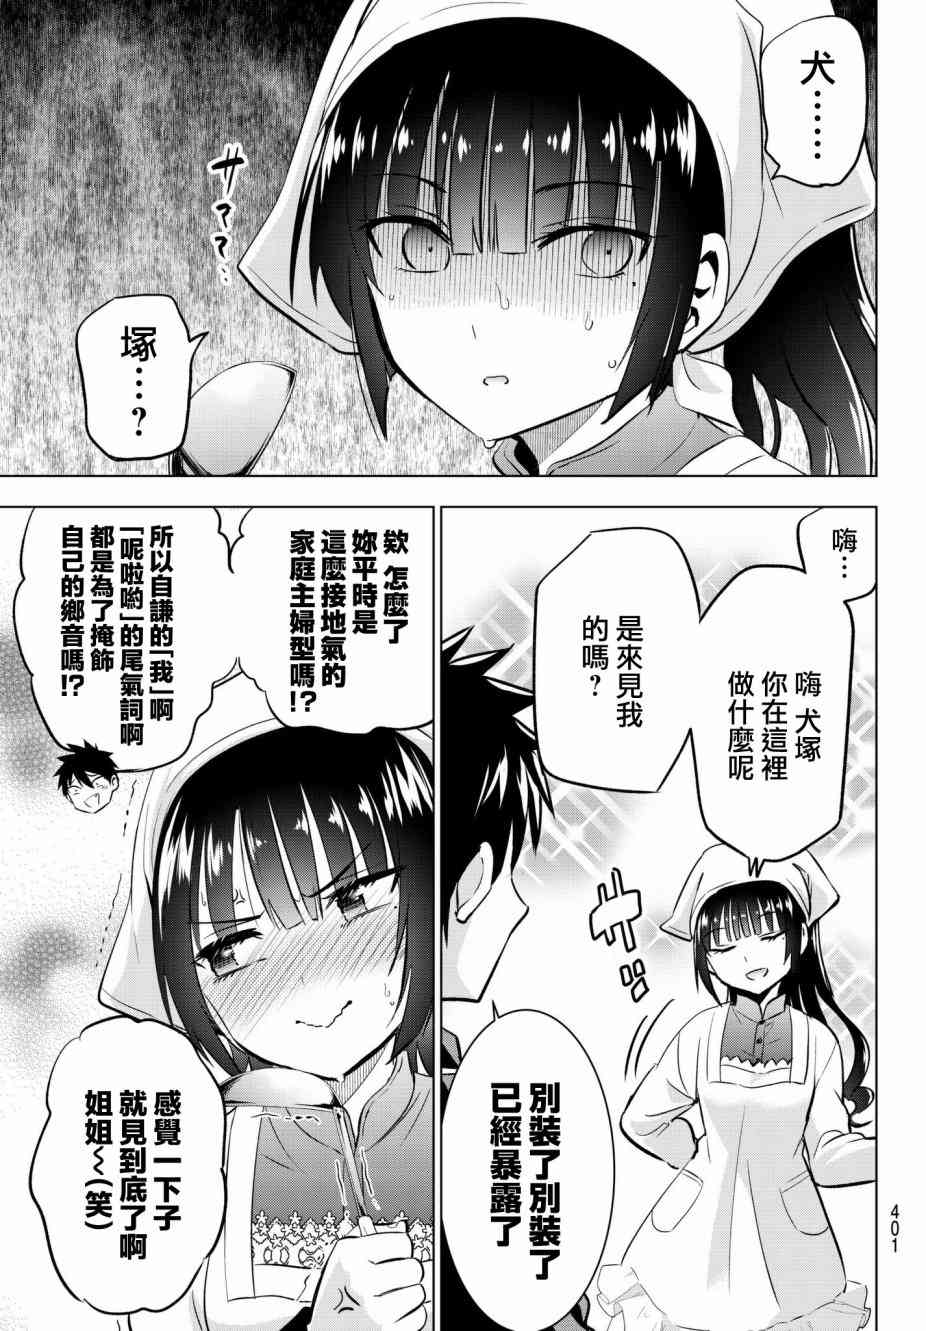 犬……
サァァァ…
塚…?
嗨…
嗨 犬塚
你在這裡
做什麼呢
是來見我
的嗎?
キリッ
別裝了別裝了
已經暴露了
欸 怎麼了
妳平時是
這麼接地氣的
家庭主婦型嗎!?
所以自謙的「我」啊
「呢啦喲」的尾氣詞啊
都是為了掩飾
自己的鄉音嗎!?
感覺一下子
就見到底了啊
姐姐~(笑)
401